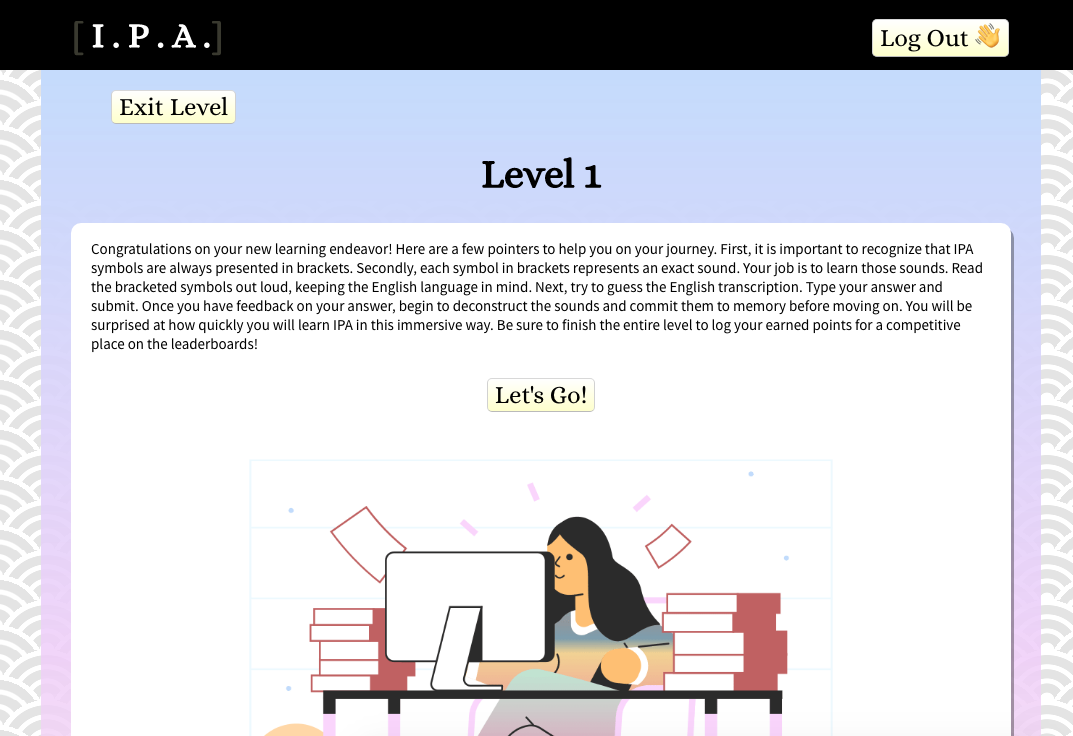 [I.P.A.]
Log Out 👋
Exit Level
Level 1
Congratulations on your new learning endeavor! Here are a few pointers to help you on your journey. First, it is important to recognize that IPA
symbols are always presented in brackets. Secondly, each symbol in brackets represents an exact sound. Your job is to learn those sounds. Read
the bracketed symbols out loud, keeping the English language in mind. Next, try to guess the English transcription. Type your answer and
submit. Once you have feedback on your answer, begin to deconstruct the sounds and commit them to memory before moving on. You will be
surprised at how quickly you will learn IPA in this immersive way. Be sure to finish the entire level to log your earned points for a competitive
place on the leaderboards!
Let's Go!